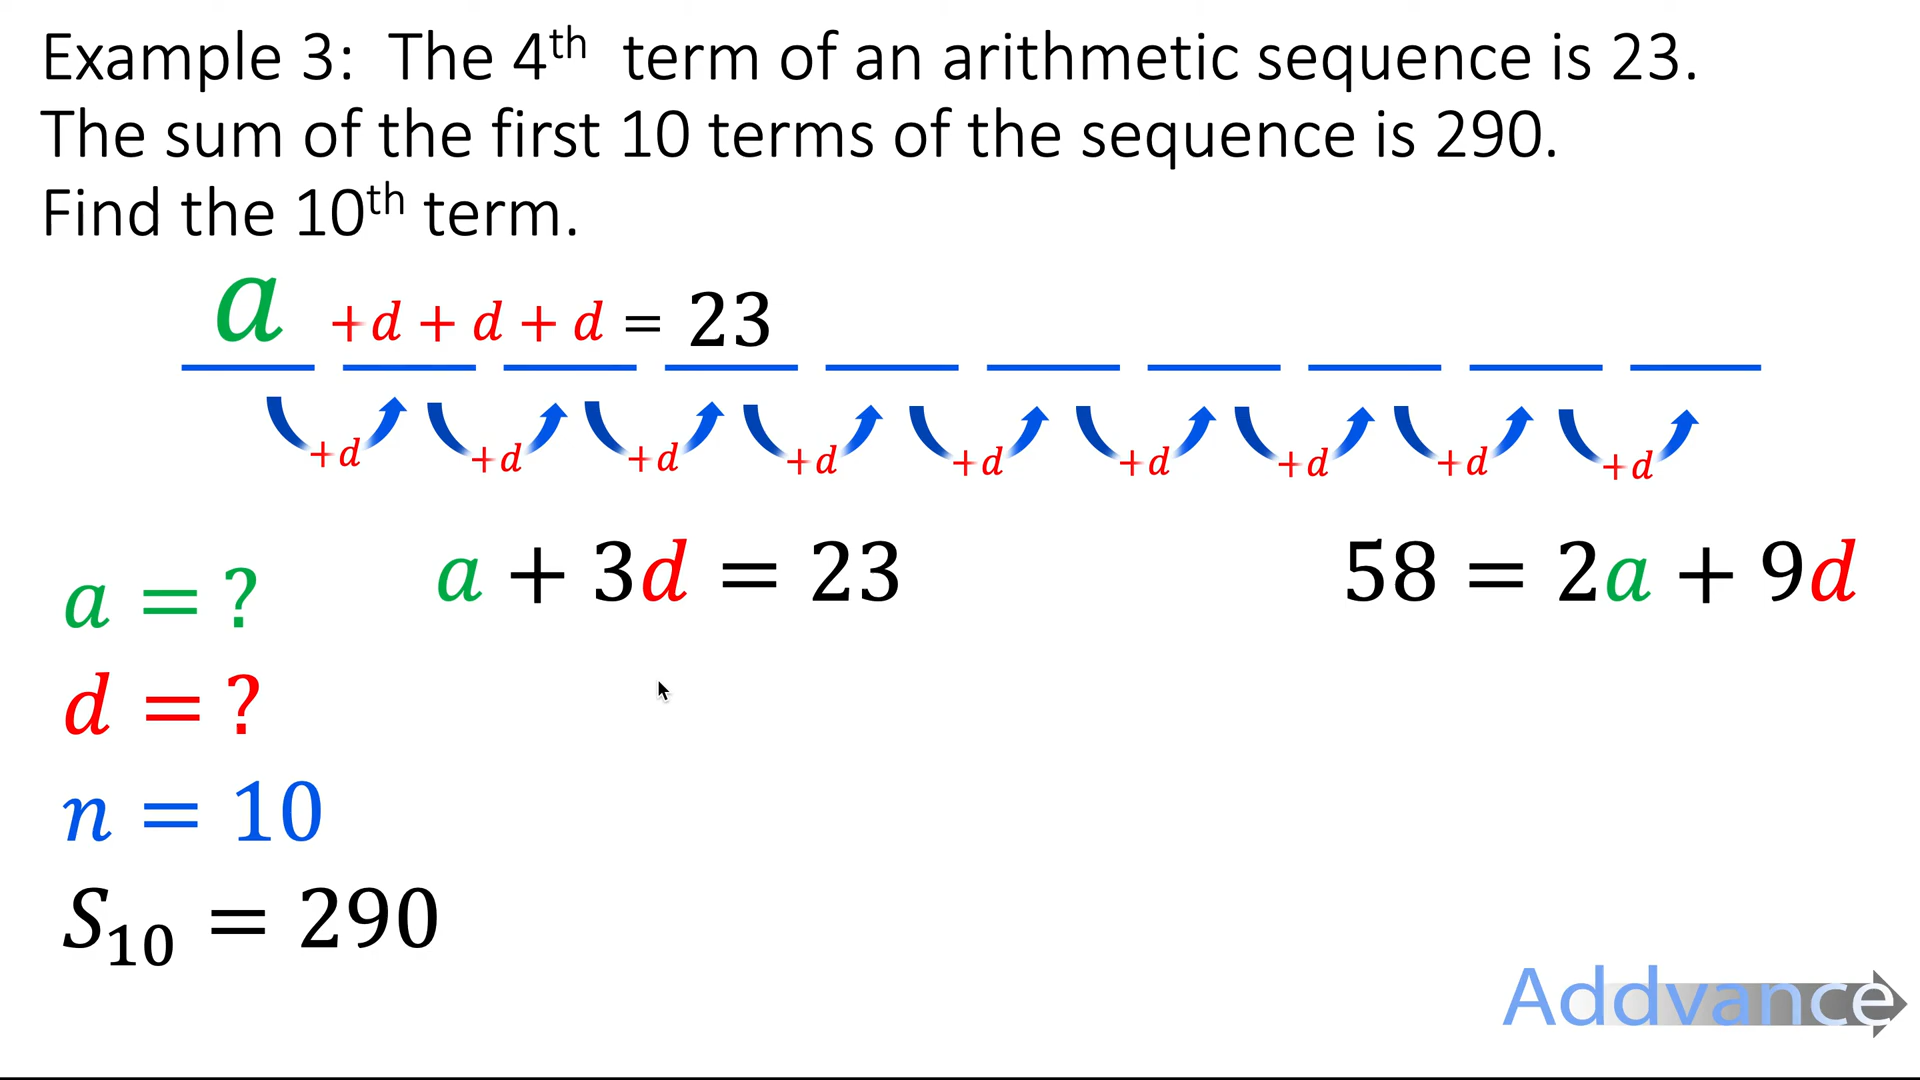 Example 3: The 4th term of an arithmetic sequence is 23.
The sum of the first 10 terms of the sequence is 290.
Find the 10th term.
a +d + d + d = 23
+d +d +d +d +d +d +d +d +d
a + 3d = 23 58 = 2a + 9d
a = ?
d = ?
n = 10
S₁₀ = 290
Addvance